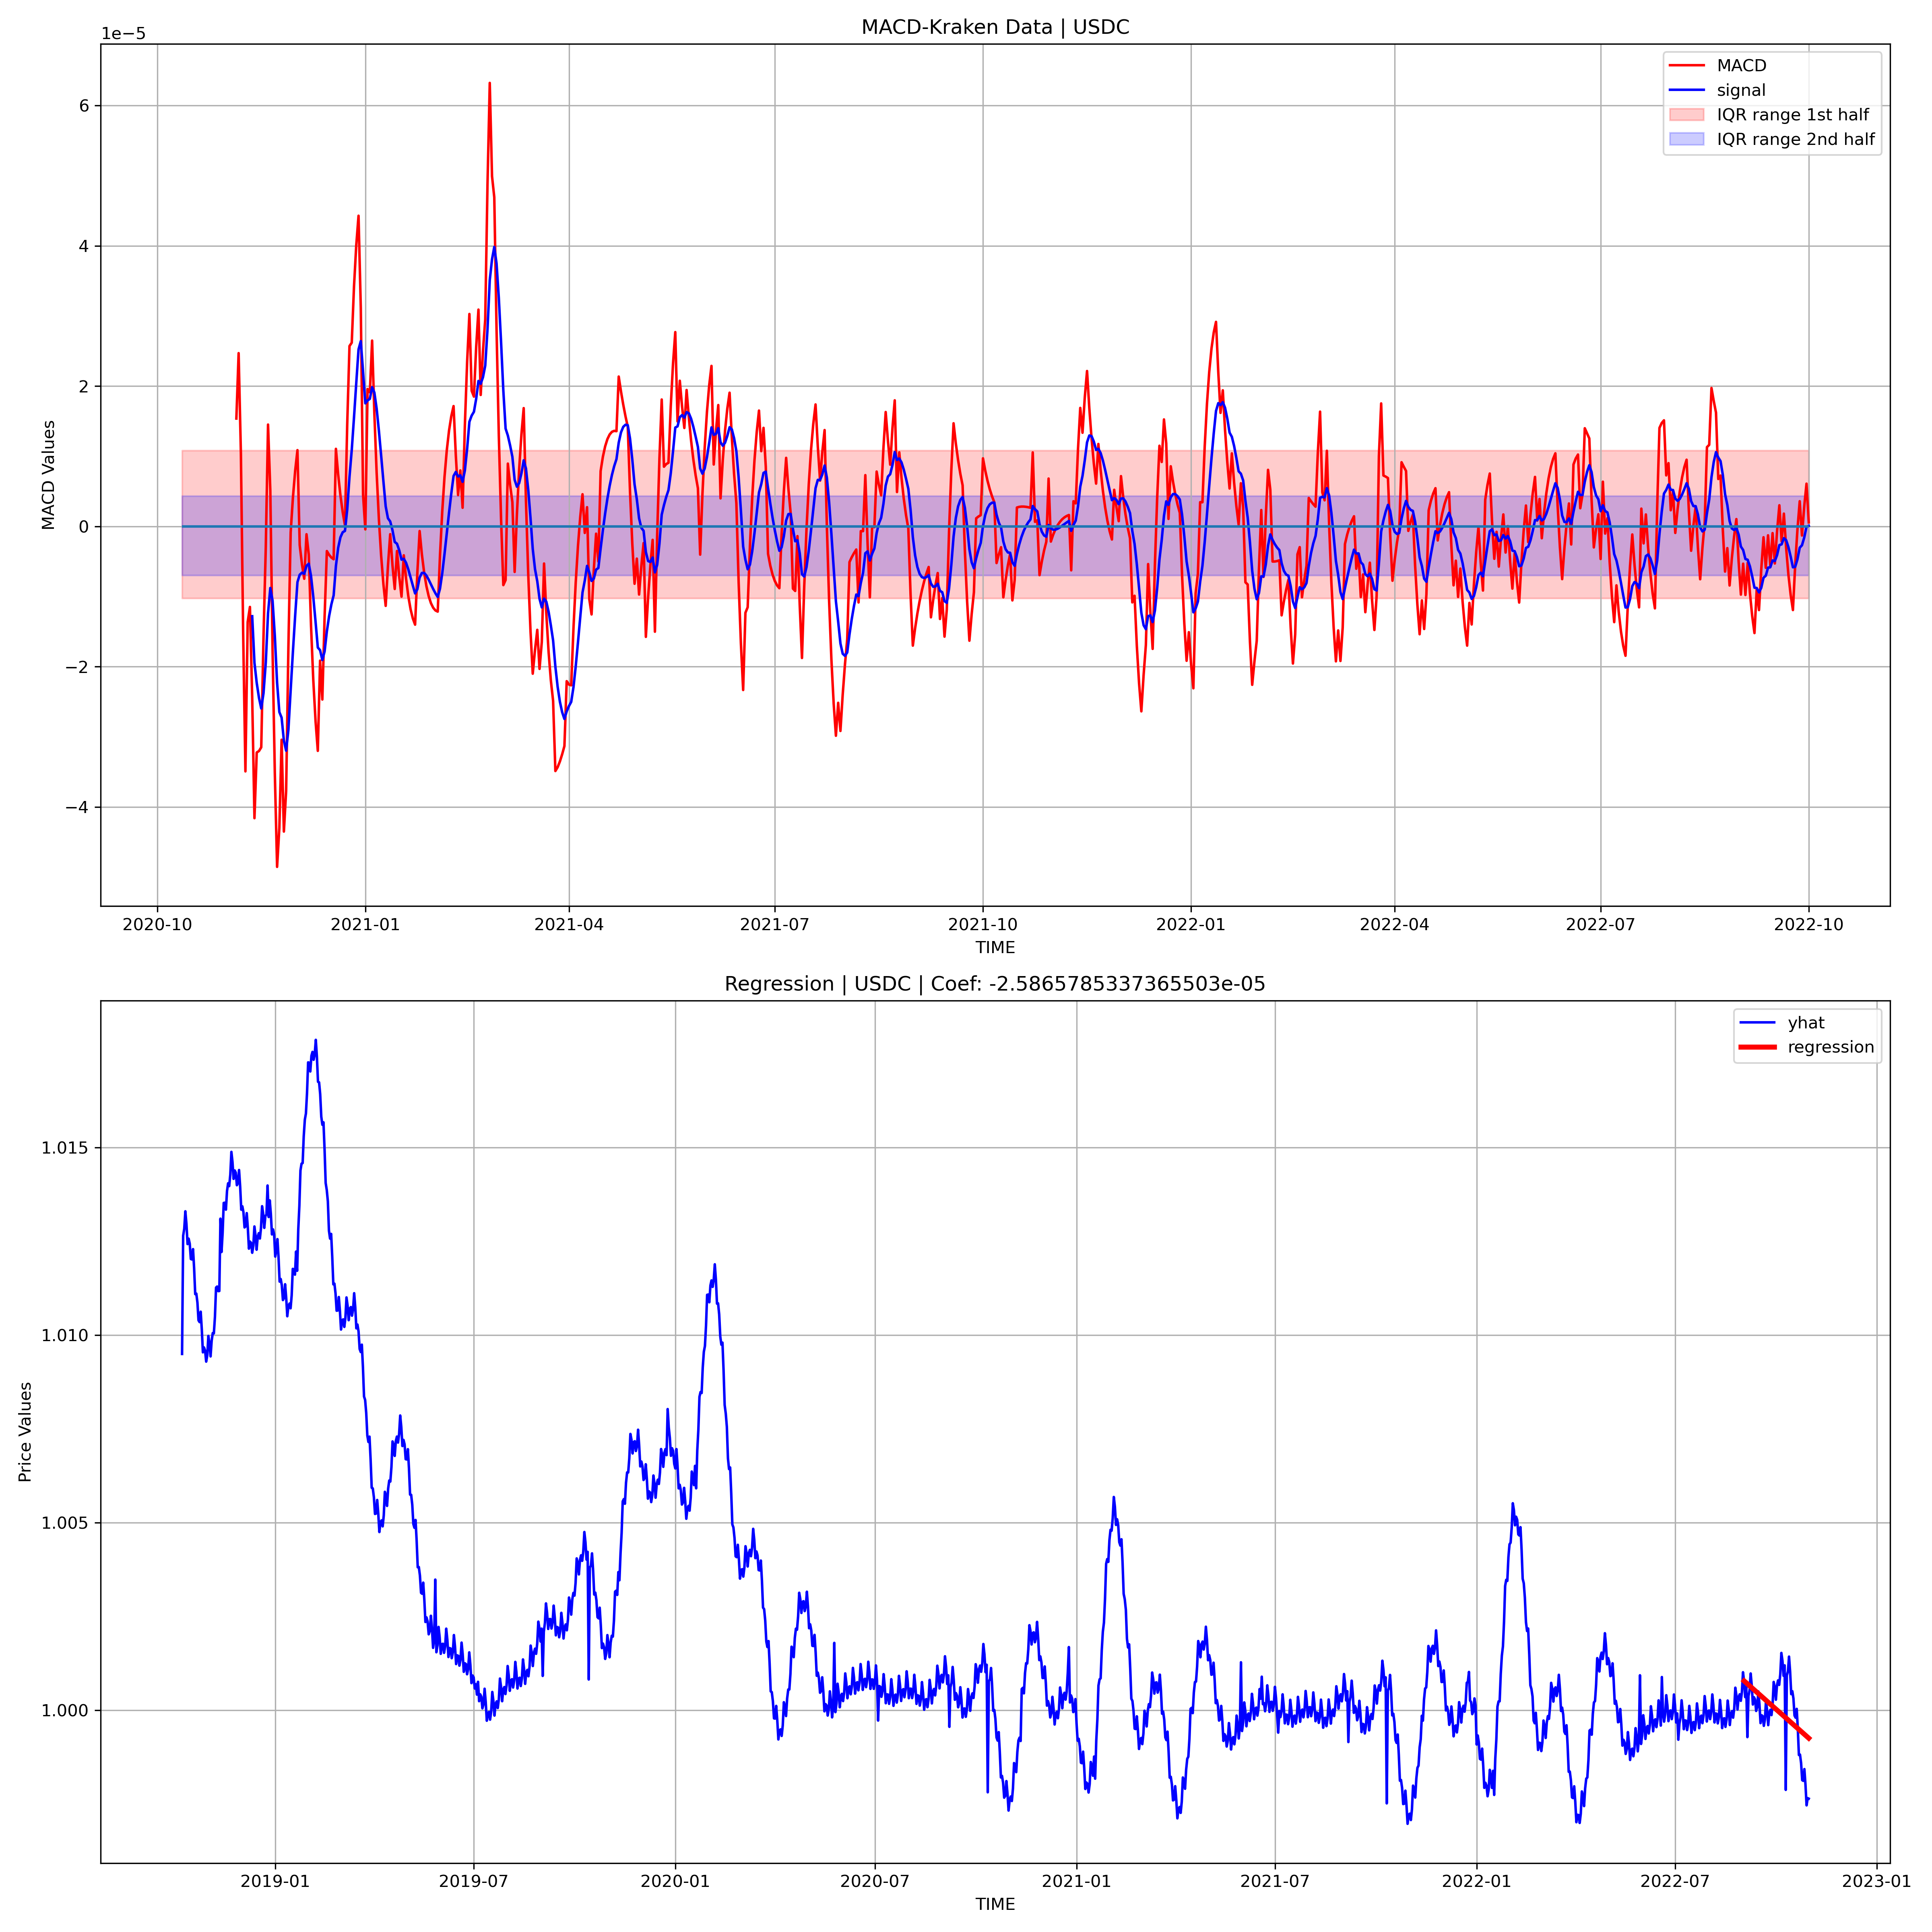 MACD-Kraken Data | USDC
1e−5
MACD
signal
IQR range 1st half
IQR range 2nd half
6
4
2
0
−2
−4
MACD Values
2020-10 2021-01 2021-04 2021-07 2021-10 2022-01 2022-04 2022-07 2022-10
TIME
Regression | USDC | Coef: -2.5865785337365503e-05
yhat
regression
1.015
1.010
1.005
1.000
Price Values
2019-01 2019-07 2020-01 2020-07 2021-01 2021-07 2022-01 2022-07 2023-01
TIME